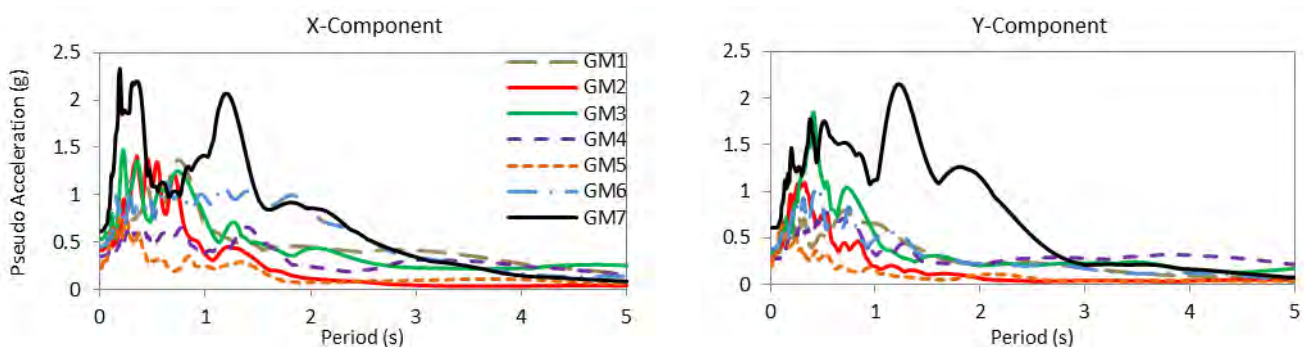 X-Component
Pseudo Acceleration (g)
2.5
2
1.5
1
0.5
0
0 1 2 3 4 5
Period (s)
GM1
GM2
GM3
GM4
GM5
GM6
GM7
Y-Component
2.5
2
1.5
1
0.5
0
0 1 2 3 4 5
Period (s)